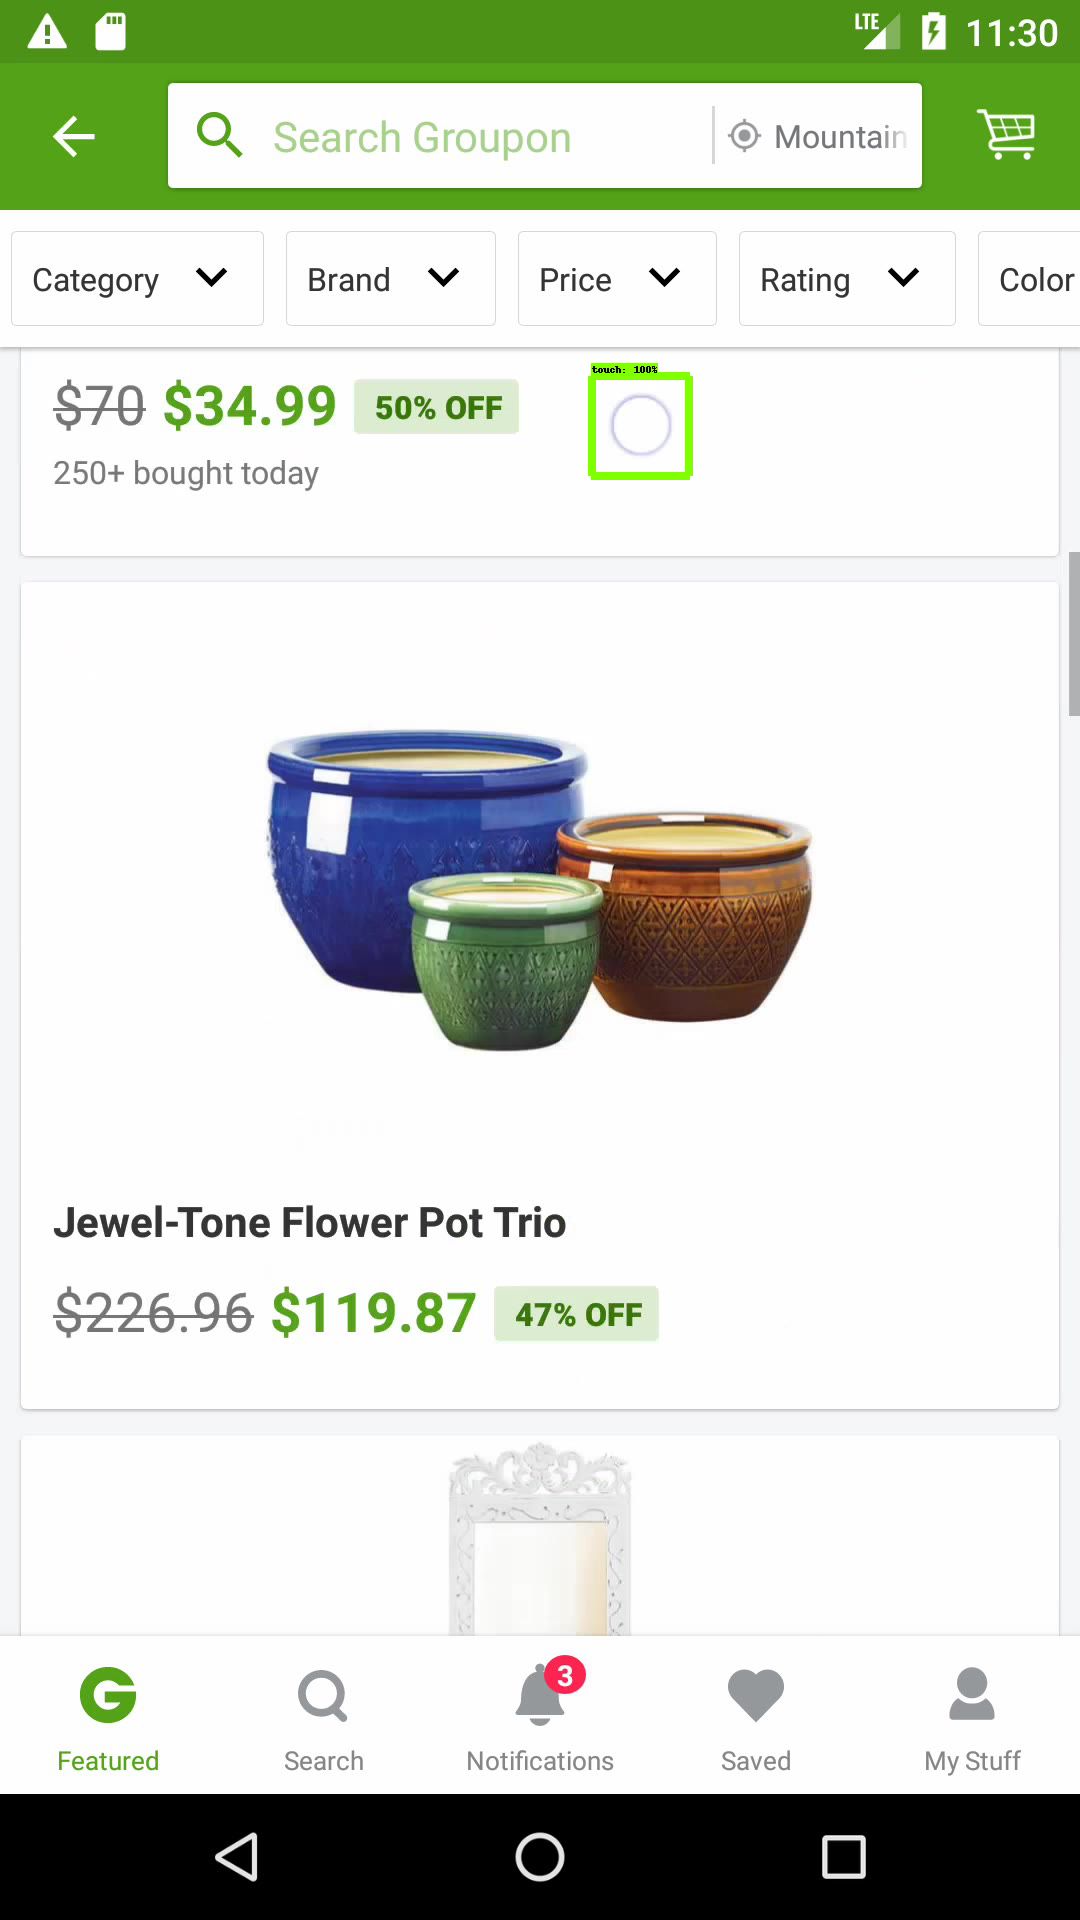 LTE 11:30
Search Groupon Mountain
Category Brand Price Rating Color
touch: 100%
$70 $34.99 50% OFF
250+ bought today
Jewel-Tone Flower Pot Trio
$226.96 $119.87 47% OFF
G
3
Featured Search Notifications Saved My Stuff